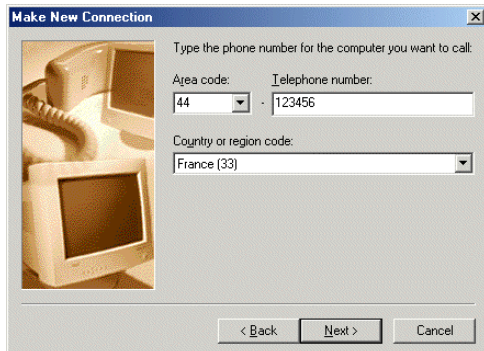 Make New Connection
Type the phone number for the computer you want to call:
Area code: Telephone number:
44 - 123456
Country or region code:
France (33)
< Back Next > Cancel